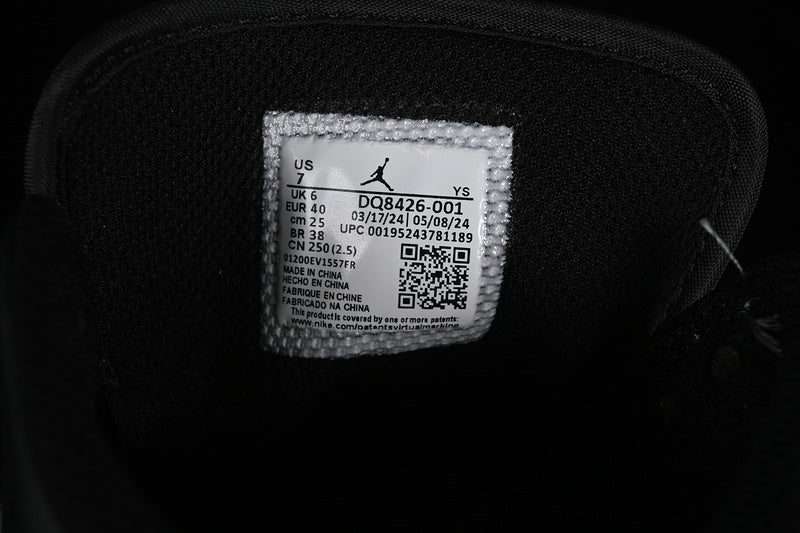 US
7
YS
UK 6
EUR 40
cm 25
BR 38
CN 250 (2.5)
DQ8426-001
03/17/24| 05/08/24
UPC 00195243781189
01200EV1557FR
MADE IN CHINA
HECHO EN CHINA
FABRIQUE EN CHINE
FABRICADO NA CHINA
This product is covered by one or more patents:
www.nike.com/patentsvirtualmarking